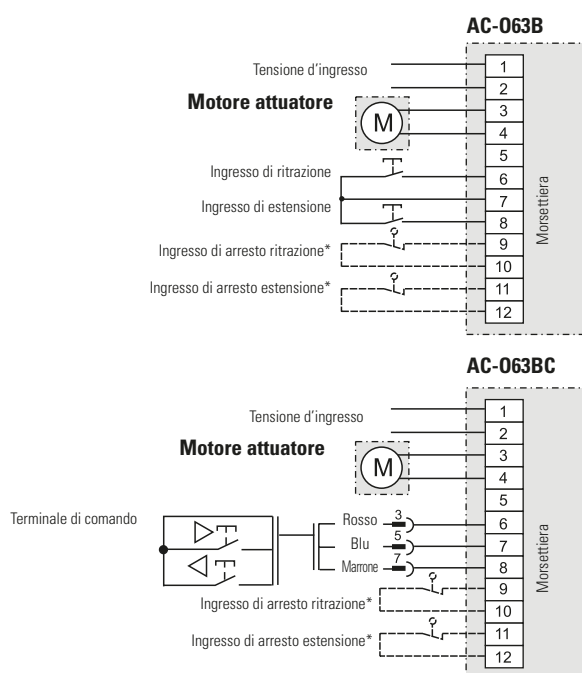 AC-063B
Tensione d'ingresso
Motore attuatore
M
Ingresso di ritrazione
Ingresso di estensione
Ingresso di arresto ritrazione*
Ingresso di arresto estensione*
1
2
3
4
5
6
7
8
9
10
11
12
Morsettiera
AC-063BC
Tensione d'ingresso
Motore attuatore
M
Terminale di comando
Rosso 3
Blu 5
Marrone 7
Ingresso di arresto ritrazione*
Ingresso di arresto estensione*
1
2
3
4
5
6
7
8
9
10
11
12
Morsettiera